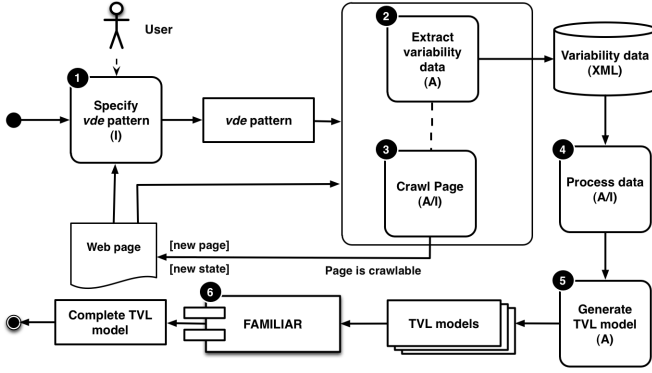 User
1
Specify
vde pattern
(I)
vde pattern
2
Extract
variability
data
(A)
Variability data
(XML)
3
Crawl Page
(A/I)
4
Process data
(A/I)
Web page
[new page]
[new state]
Page is crawlable
5
Generate
TVL model
(A)
TVL models
6
FAMILIAR
Complete TVL
model